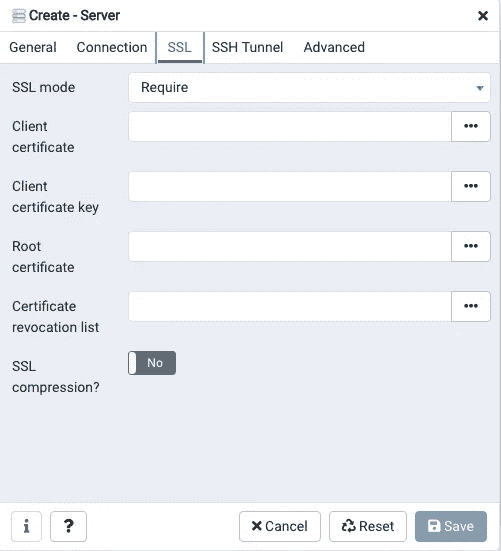 Create - Server
General Connection SSL SSH Tunnel Advanced
SSL mode Require
Client
certificate
Client
certificate key
Root
certificate
Certificate
revocation list
SSL No
compression?
i ? Cancel Reset Save